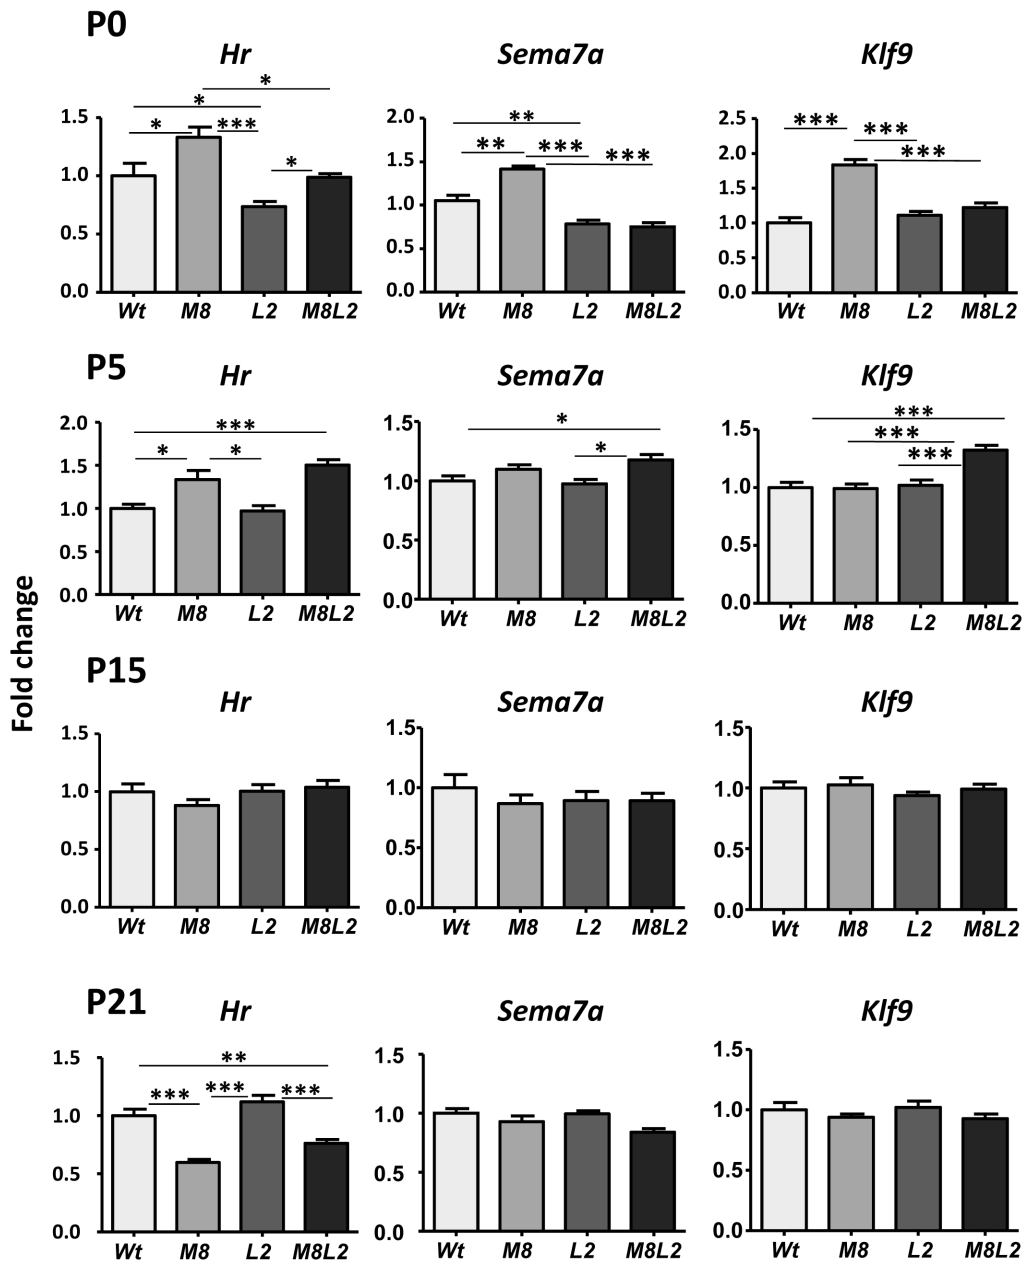 P0
Hr Sema7a Klf9
* * * *** *
1.5 1.0 0.5 0.0
Wt M8 L2 M8L2
** ** *** ***
2.0 1.5 1.0 0.5 0.0
Wt M8 L2 M8L2
*** *** ***
2.5 2.0 1.5 1.0 0.5 0.0
Wt M8 L2 M8L2
P5
Hr Sema7a Klf9
*** * *
2.0 1.5 1.0 0.5 0.0
Wt M8 L2 M8L2
* *
1.5 1.0 0.5 0.0
Wt M8 L2 M8L2
*** *** ***
1.5 1.0 0.5 0.0
Wt M8 L2 M8L2
Fold change
P15
Hr Sema7a Klf9
1.5 1.0 0.5 0.0
Wt M8 L2 M8L2
1.5 1.0 0.5 0.0
Wt M8 L2 M8L2
1.5 1.0 0.5 0.0
Wt M8 L2 M8L2
P21
Hr Sema7a Klf9
** *** *** ***
1.5 1.0 0.5 0.0
Wt M8 L2 M8L2
1.5 1.0 0.5 0.0
Wt M8 L2 M8L2
1.5 1.0 0.5 0.0
Wt M8 L2 M8L2